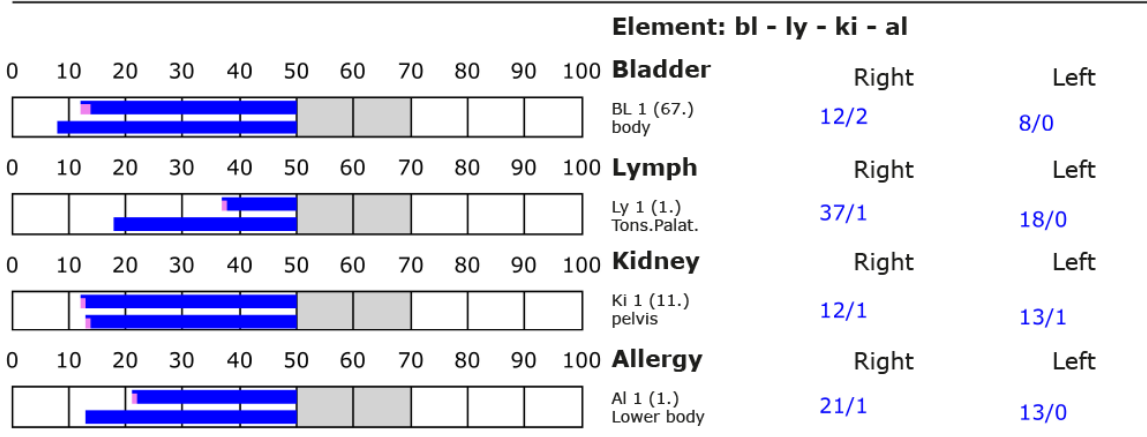 Element: bl - ly - ki - al
0 10 20 30 40 50 60 70 80 90 100 Bladder Right Left
BL 1 (67.) 12/2 8/0
body
0 10 20 30 40 50 60 70 80 90 100 Lymph Right Left
Ly 1 (1.) 37/1 18/0
Tons.Palat.
0 10 20 30 40 50 60 70 80 90 100 Kidney Right Left
Ki 1 (11.) 12/1 13/1
pelvis
0 10 20 30 40 50 60 70 80 90 100 Allergy Right Left
Al 1 (1.) 21/1 13/0
Lower body